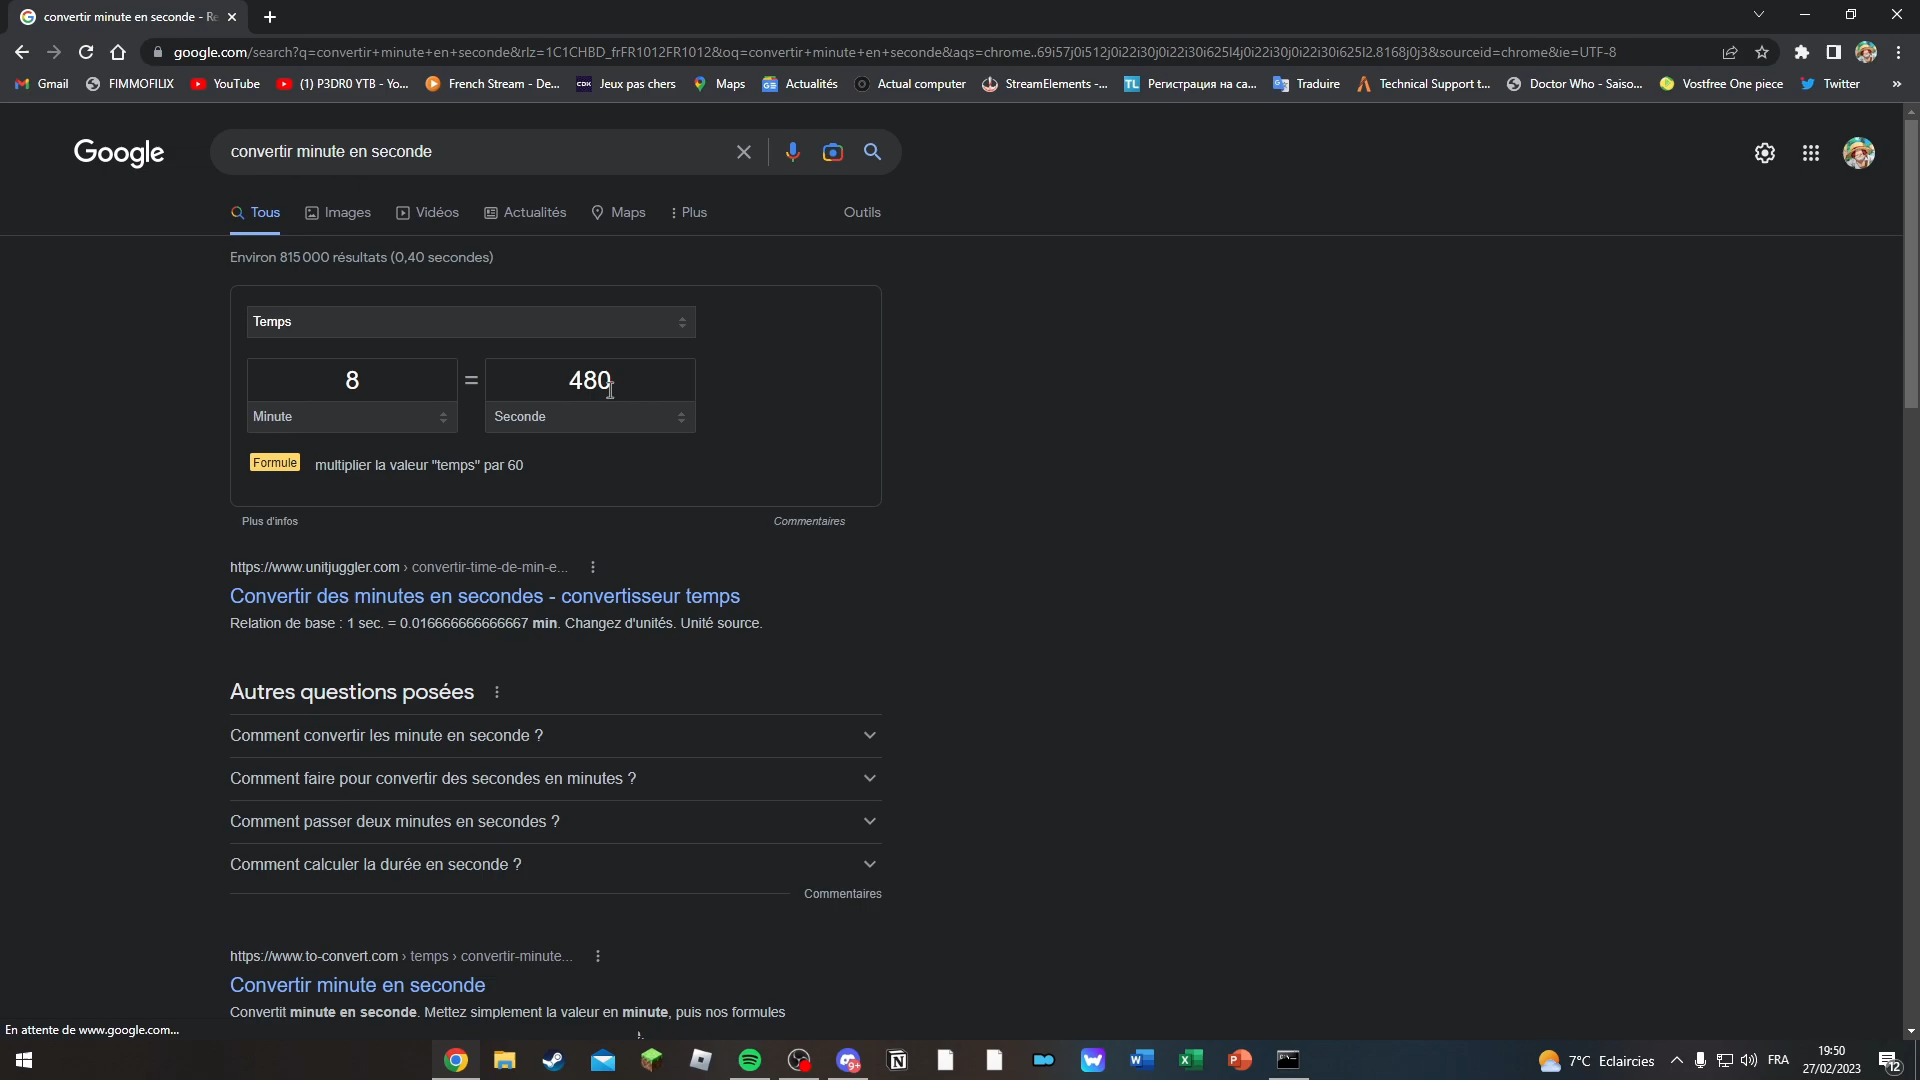 convertir minute en seconde - Re
google.com/search?q=convertir+minute+en+seconde&rlz=1C1CHBD_frFR1012FR1012&oq=convertir+minute+en+seconde&aqs=chrome..69i57j0i512j0i22i30j0i22i30i625l4j0i22i30j0i22i30i625l2.8168j0j3&sourceid=chrome&ie=UTF-8
Gmail FIMMOFILIX YouTube (1) P3DR0 YTB - Yo... French Stream - De... CDK Jeux pas chers Maps Actualités Actual computer StreamElements -... TL Регистрация на са... Traduire Technical Support t... Doctor Who - Saiso... Vostfree One piece Twitter »
Google
convertir minute en seconde
Tous Images Vidéos Actualités Maps Plus Outils
Environ 815 000 résultats (0,40 secondes)
Temps
8 = 480
Minute Seconde
Formule multiplier la valeur "temps" par 60
Plus d'infos Commentaires
https://www.unitjuggler.com › convertir-time-de-min-e...
Convertir des minutes en secondes - convertisseur temps
Relation de base : 1 sec. = 0.016666666666667 min. Changez d'unités. Unité source.
Autres questions posées
Comment convertir les minute en seconde ?
Comment faire pour convertir des secondes en minutes ?
Comment passer deux minutes en secondes ?
Comment calculer la durée en seconde ?
Commentaires
https://www.to-convert.com › temps › convertir-minute...
Convertir minute en seconde
Convertit minute en seconde. Mettez simplement la valeur en minute, puis nos formules
En attente de www.google.com...
9+
7°C Eclaircies FRA 19:50
27/02/2023 12